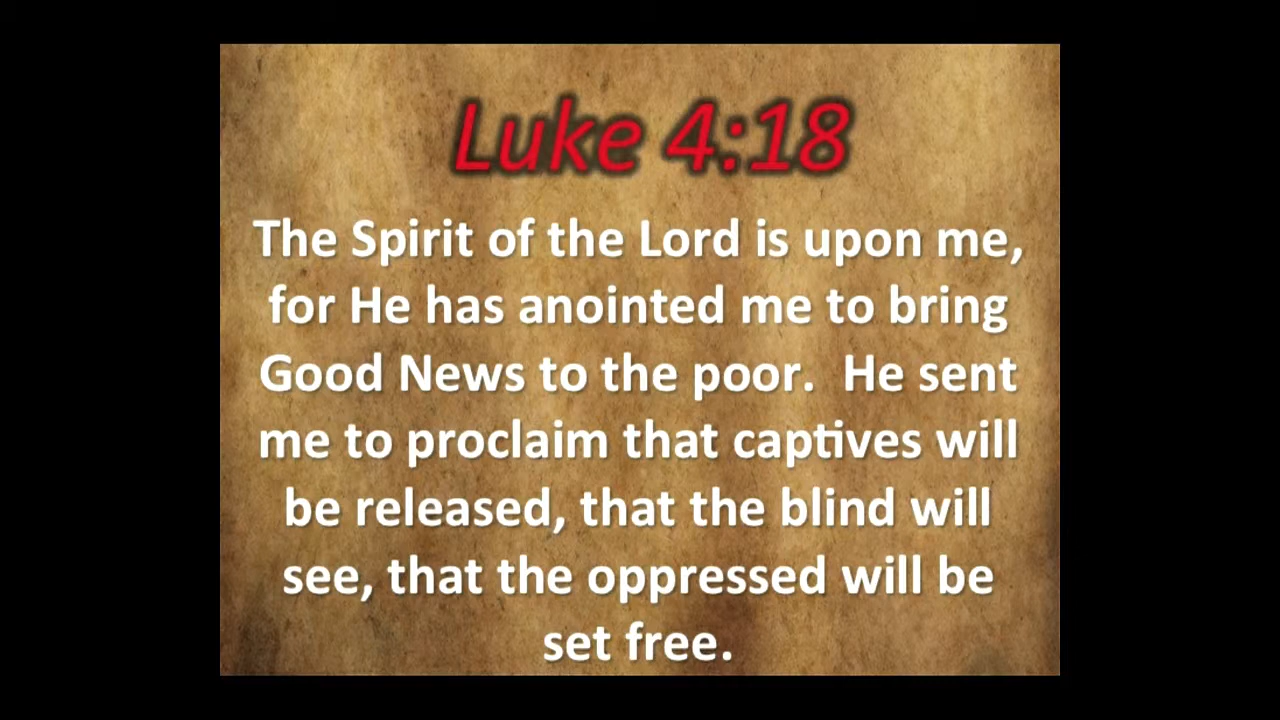 Luke 4:18
The Spirit of the Lord is upon me,
for He has anointed me to bring
Good News to the poor.  He sent
me to proclaim that captives will
be released, that the blind will
see, that the oppressed will be
set free.